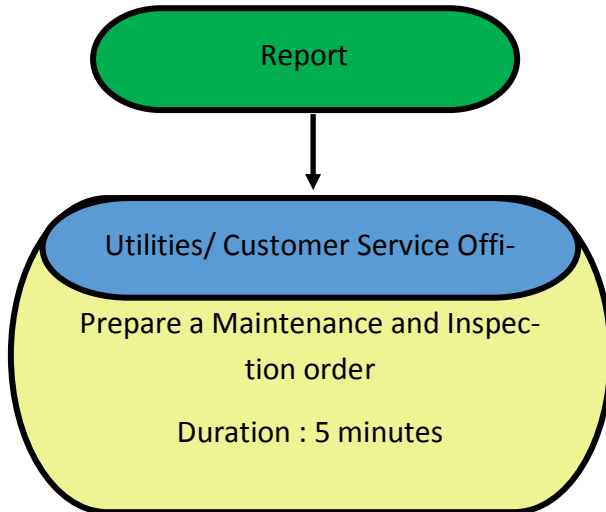 Report
Utilities/ Customer Service Offi-
Prepare a Maintenance and Inspec-
tion order
Duration : 5 minutes